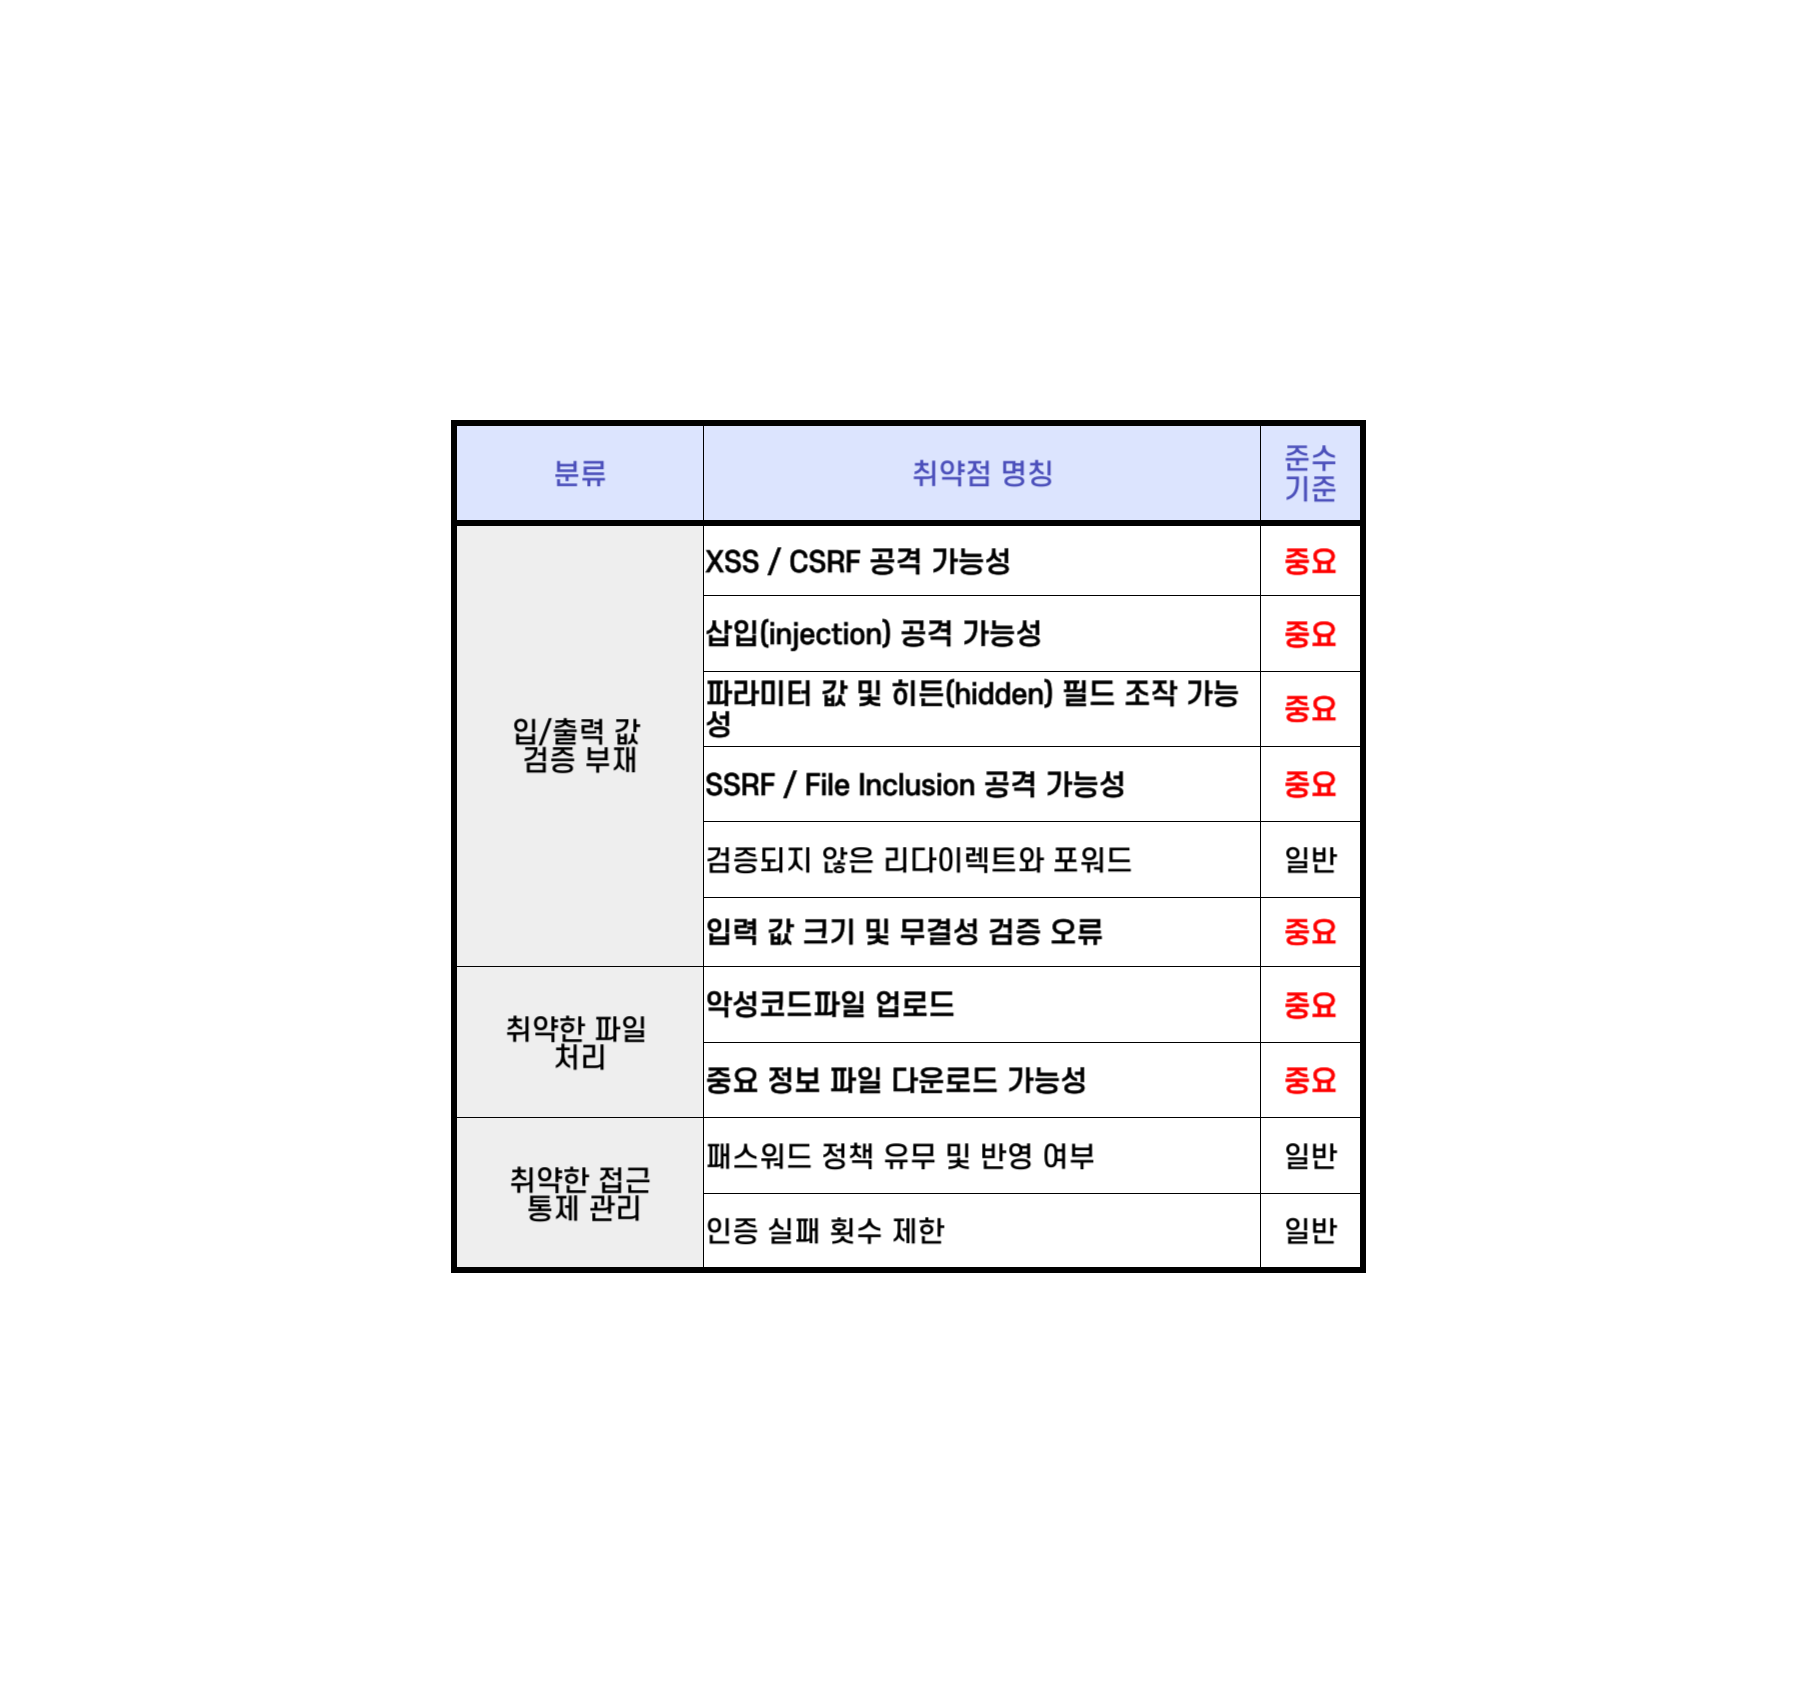 분류
취약점 명칭
준수
기준
입/출력 값
검증 부재
XSS / CSRF 공격 가능성
중요
삽입(injection) 공격 가능성
중요
파라미터 값 및 히든(hidden) 필드 조작 가능
성
중요
SSRF / File Inclusion 공격 가능성
중요
검증되지 않은 리다이렉트와 포워드
일반
입력 값 크기 및 무결성 검증 오류
중요
취약한 파일
처리
악성코드파일 업로드
중요
중요 정보 파일 다운로드 가능성
중요
취약한 접근
통제 관리
패스워드 정책 유무 및 반영 여부
일반
인증 실패 횟수 제한
일반